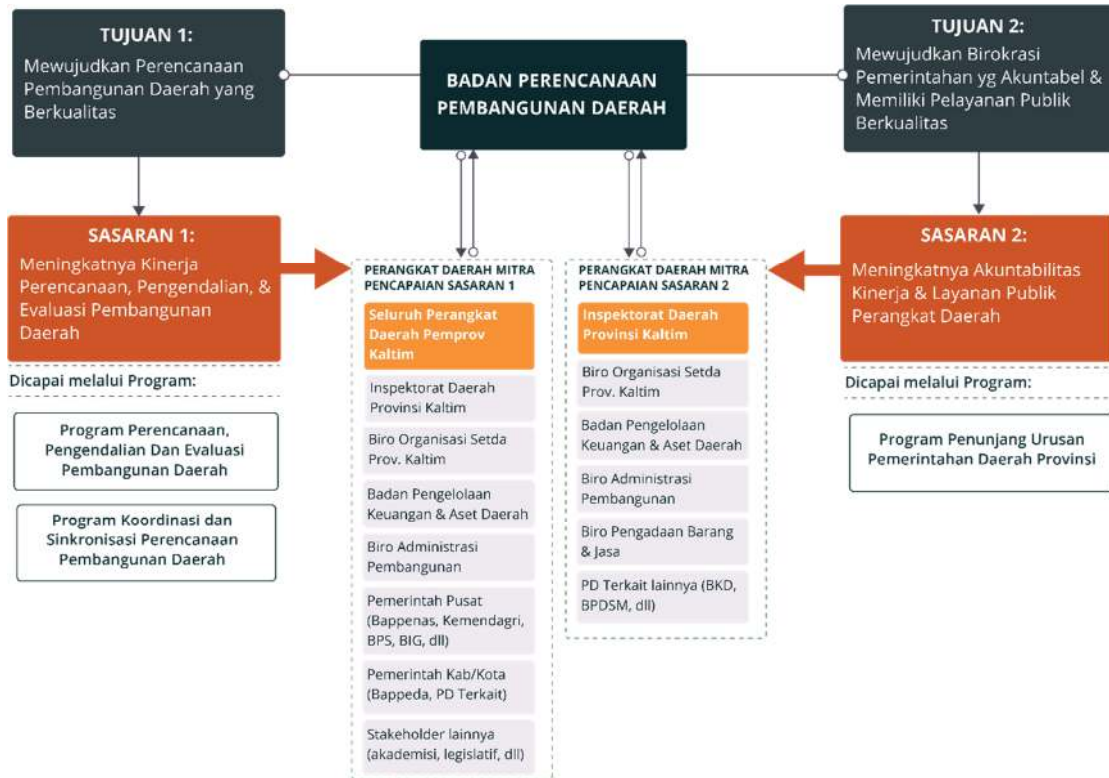 TUJUAN 1:
Mewujudkan Perencanaan
Pembangunan Daerah yang
Berkualitas
BADAN PERENCANAAN
PEMBANGUNAN DAERAH
TUJUAN 2:
Mewujudkan Birokrasi
Pemerintahan yg Akuntabel &
Memiliki Pelayanan Publik
Berkualitas
SASARAN 1:
Meningkatnya Kinerja
Perencanaan, Pengendalian, &
Evaluasi Pembangunan
Daerah
Dicapai melalui Program:
Program Perencanaan,
Pengendalian Dan Evaluasi
Pembangunan Daerah
Program Koordinasi dan
Sinkronisasi Perencanaan
Pembangunan Daerah
PERANGKAT DAERAH MITRA
PENCAPAIAN SASARAN 1
Seluruh Perangkat
Daerah Pemprov
Kaltim
Inspektorat Daerah
Provinsi Kaltim
Biro Organisasi Setda
Prov. Kaltim
Badan Pengelolaan
Keuangan & Aset Daerah
Biro Administrasi
Pembangunan
Pemerintah Pusat
(Bappenas, Kemendagri,
BPS, BIG, dll)
Pemerintah Kab/Kota
(Bappeda, PD Terkait)
Stakeholder lainnya
(akademisi, legislatif, dll)
PERANGKAT DAERAH MITRA
PENCAPAIAN SASARAN 2
Inspektorat Daerah
Provinsi Kaltim
Biro Organisasi Setda
Prov. Kaltim
Badan Pengelolaan
Keuangan & Aset Daerah
Biro Administrasi
Pembangunan
Biro Pengadaan Barang
& Jasa
PD Terkait lainnya (BKD,
BPDSM, dll)
SASARAN 2:
Meningkatnya Akuntabilitas
Kinerja & Layanan Publik
Perangkat Daerah
Dicapai melalui Program:
Program Penunjang Urusan
Pemerintahan Daerah Provinsi